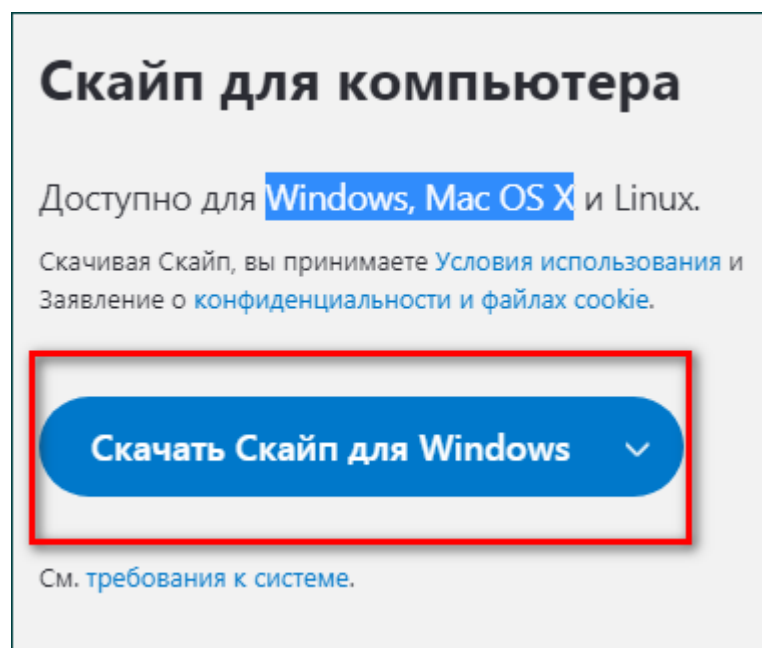 Скайп для компьютера
Доступно для Windows, Mac OS X и Linux.
Скачивая Скайп, вы принимаете Условия использования и
Заявление о конфиденциальности и файлах cookie.
Скачать Скайп для Windows
См. требования к системе.